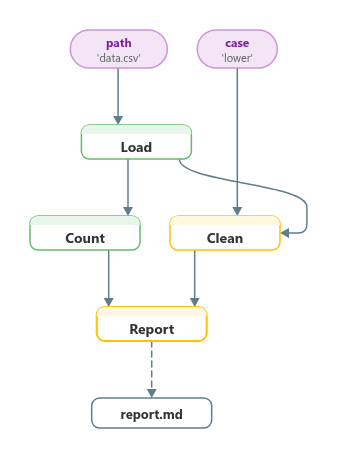 path
'data.csv'
case
'lower'
Load
Count
Clean
Report
report.md